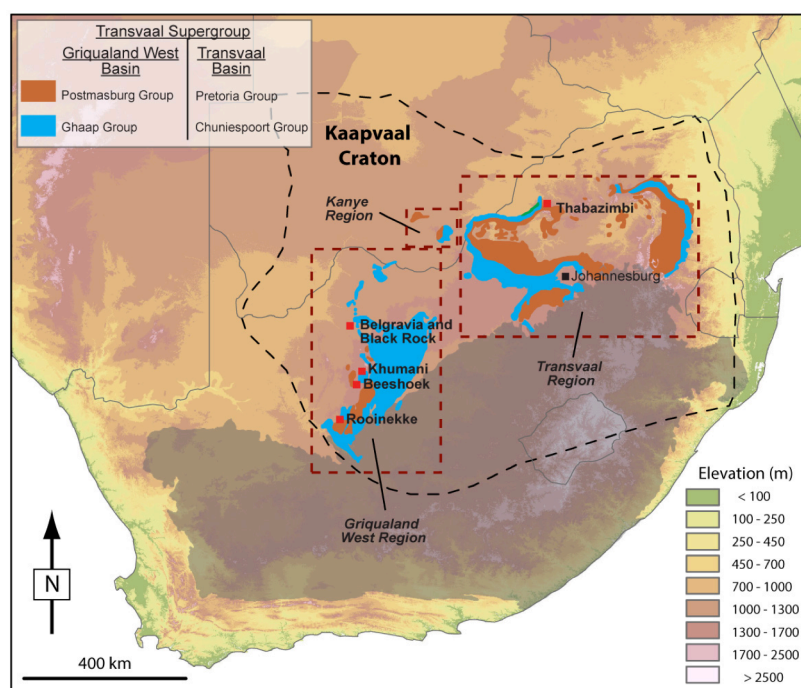 Transvaal Supergroup
Griqualand West
Basin
Transvaal
Basin
Postmasburg Group
Pretoria Group
Ghaap Group
Chuniespoort Group
Kaapvaal
Craton
Kanye
Region
Thabazimbi
Johannesburg
Belgravia and
Black Rock
Khumani
Beeshoek
Transvaal
Region
Rooinekke
Griqualand
West Region
Elevation (m)
< 100
100 - 250
250 - 450
450 - 700
700 - 1000
1000 - 1300
1300 - 1700
1700 - 2500
> 2500
N
400 km